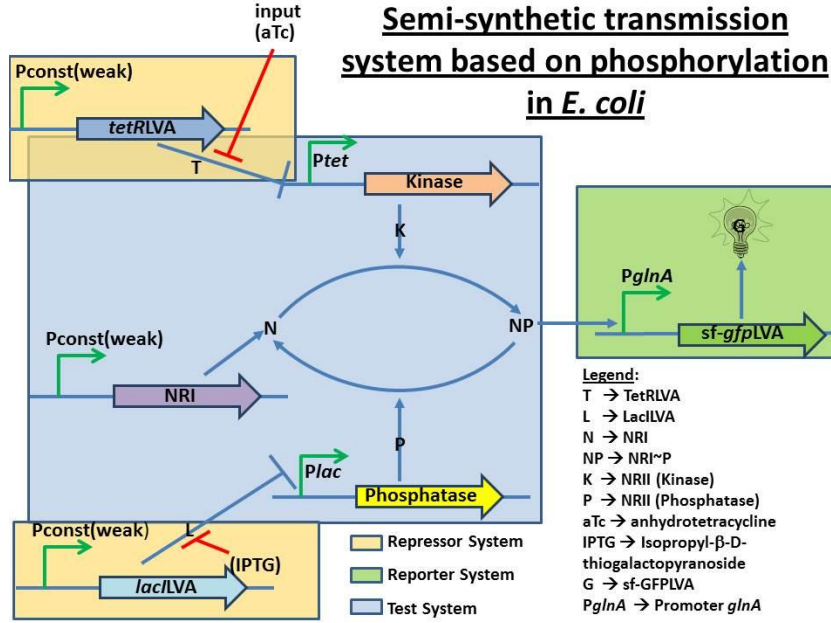 Semi-synthetic transmission
system based on phosphorylation
in E. coli
input
(aTc)
Pconst(weak)
tetRLVA
T
Ptet
Kinase
K
G
PglnA
sf-gfpLVA
N
NP
Pconst(weak)
NRI
P
Plac
Phosphatase
Pconst(weak)
L
(IPTG)
lacILVA
Repressor System
Reporter System
Test System
Legend:
T → TetRLVA
L → LacILVA
N → NRI
NP → NRI~P
K → NRII (Kinase)
P → NRII (Phosphatase)
aTc → anhydrotetracycline
IPTG → Isopropyl-β-D-
thiogalactopyranoside
G → sf-GFPLVA
PglnA → Promoter glnA